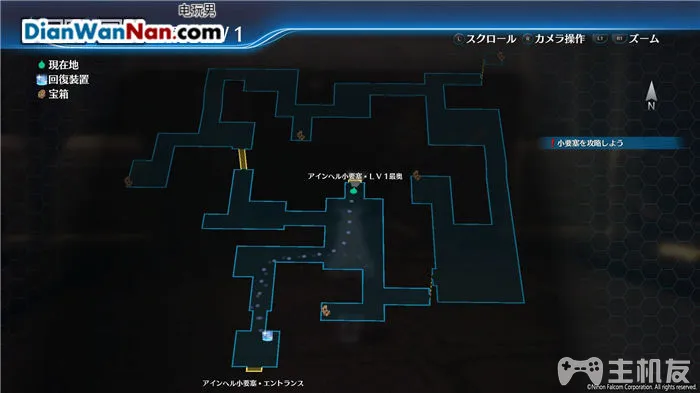 电玩男
DianWanNan.com
/1
L スクロール R カメラ操作 L1 R1 ズーム
現在地
回復装置
宝箱
N
小要塞を攻略しよう
アインヘル小要塞・LV1最奥
アインヘル小要塞・エントランス
主机友
©Nihon Falcom Corporation. All rights reserved.